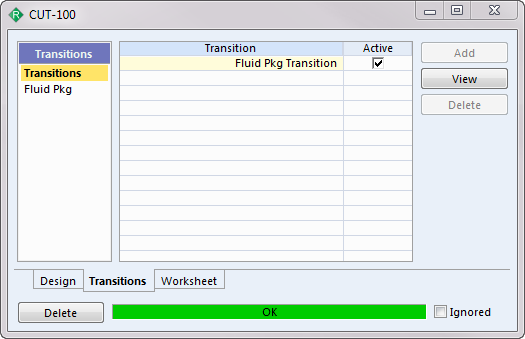 R CUT-100
Transitions
Transitions
Fluid Pkg
Transition Active
Fluid Pkg Transition
Add
View
Delete
Design Transitions Worksheet
Delete OK Ignored